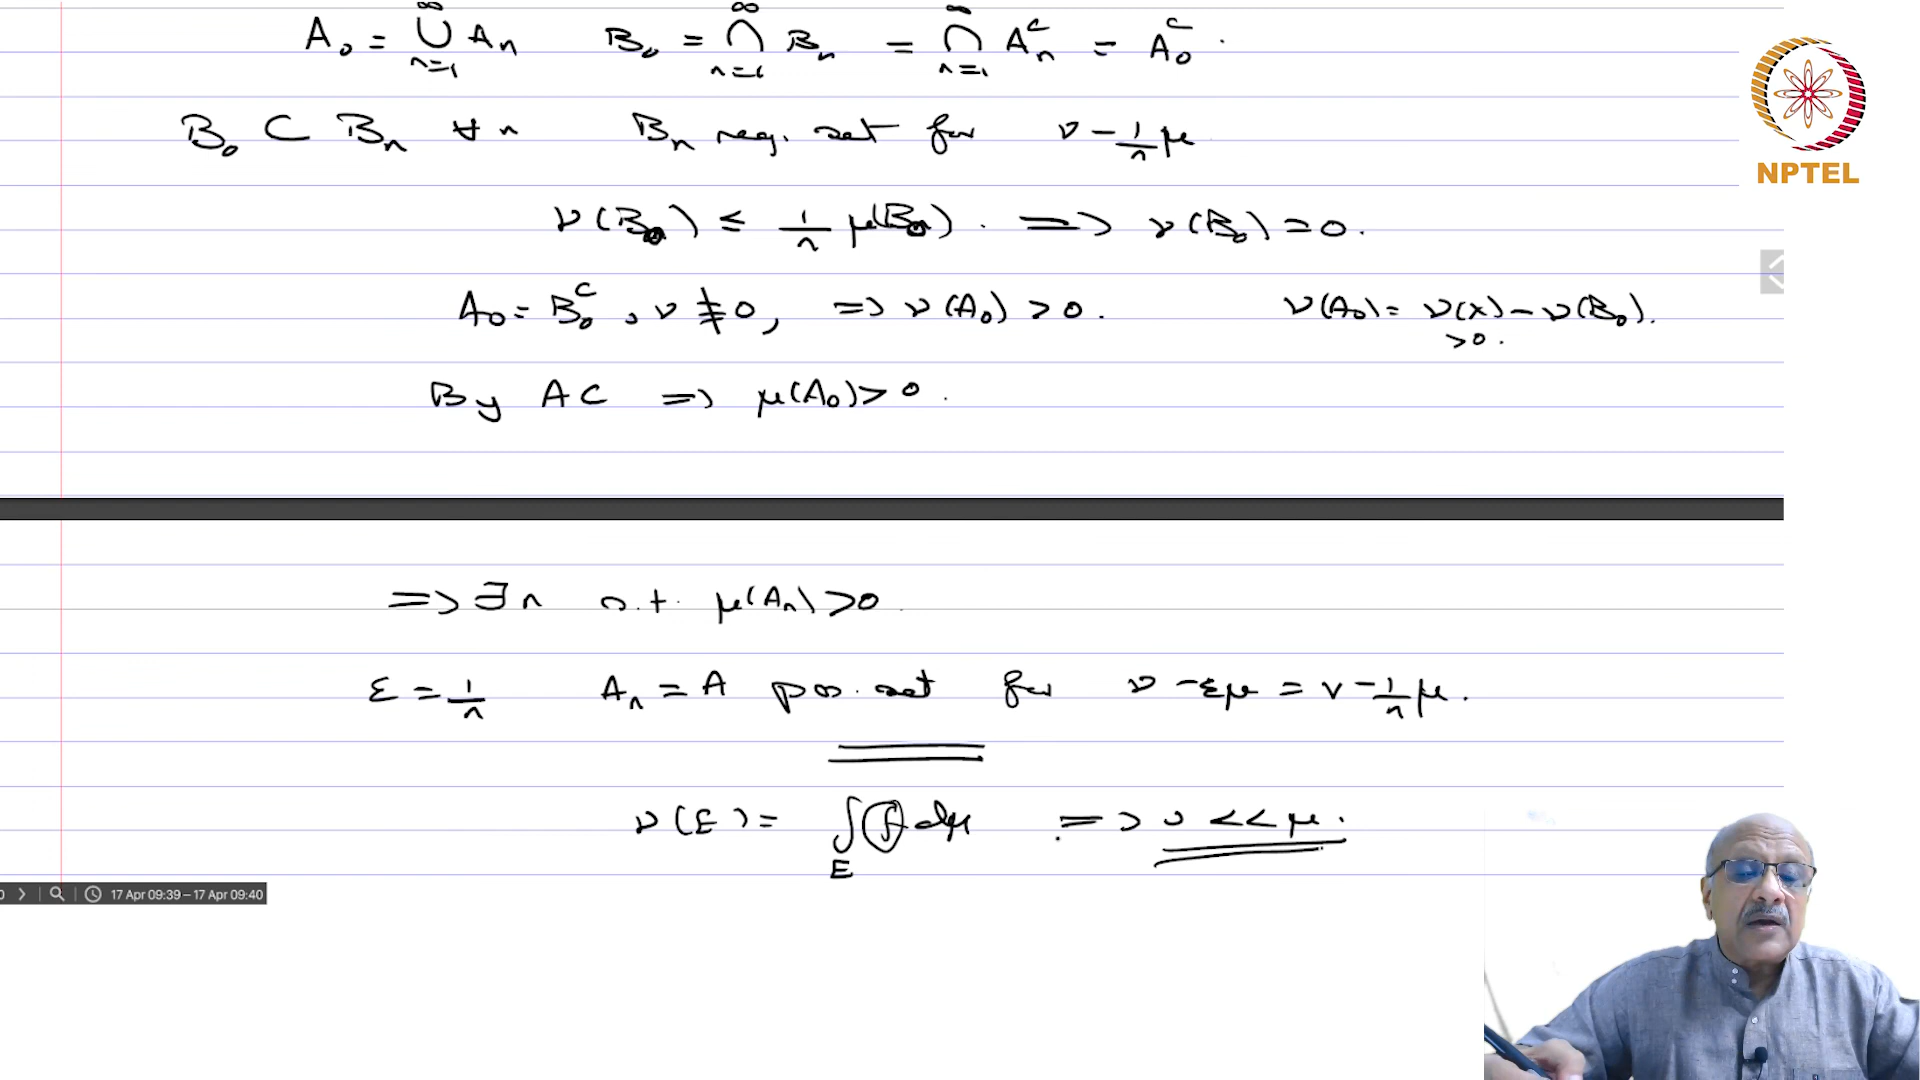 A₀ = ⋃_{n=1}^∞ Aₙ   B₀ = ⋂_{n=1}^∞ Bₙ = ⋂_{n=1}^∞ Aₙᶜ = A₀ᶜ .
B₀ ⊂ Bₙ ∀ n   Bₙ neg. set for ν − 1/n μ
ν(B₀) ≤ 1/n μ(B₀) . ⟹ ν(B₀) = 0 .
A₀ = B₀ᶜ , ν ≢ 0 , ⟹ ν(A₀) > 0 .   ν(A₀) = ν(X) − ν(B₀) .
> 0 .
By AC ⟹ μ(A₀) > 0 .
⟹ ∃ n s.t. μ(Aₙ) > 0 .
ε = 1/n   Aₙ = A pos. set for ν − εμ = ν − 1/n μ .
ν(E) = ∫_E f dμ ⟹ ν << μ .
17 Apr 09:39 – 17 Apr 09:40
NPTEL